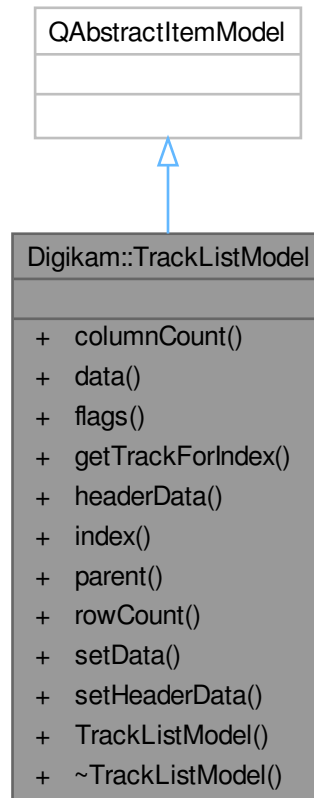 QAbstractItemModel
Digikam::TrackListModel
+ columnCount()
+ data()
+ flags()
+ getTrackForIndex()
+ headerData()
+ index()
+ parent()
+ rowCount()
+ setData()
+ setHeaderData()
+ TrackListModel()
+ ~TrackListModel()